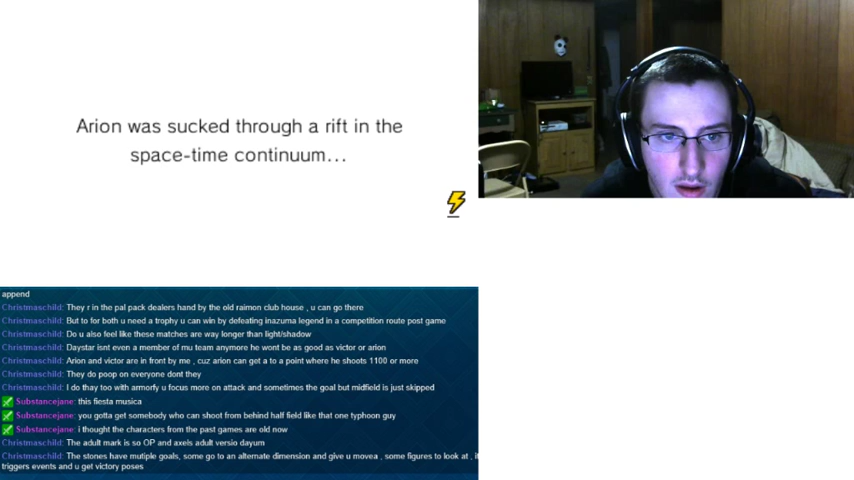 Arion was sucked through a rift in the
space-time continuum...
append
Christmaschild: They r in the pal pack dealers hand by the old raimon club house , u can go there
Christmaschild: But to for both u need a trophy u can win by defeating inazuma legend in a competition route post game
Christmaschild: Do u also feel like these matches are way longer than light/shadow
Christmaschild: Daystar isnt even a member of mu team anymore he wont be as good as victor or arion
Christmaschild: Arion and victor are in front by me , cuz arion can get a to a point where he shoots 1100 or more
Christmaschild: They do poop on everyone dont they
Christmaschild: I do thay too with armorfy u focus more on attack and sometimes the goal but midfield is just skipped
Substancejane: this fiesta musica
Substancejane: you gotta get somebody who can shoot from behind half field like that one typhoon guy
Substancejane: i thought the characters from the past games are old now
Christmaschild: The adult mark is so OP and axels adult versio dayum
Christmaschild: The stones have mutiple goals, some go to an alternate dimension and give u movea , some figures to look at , it
triggers events and u get victory poses